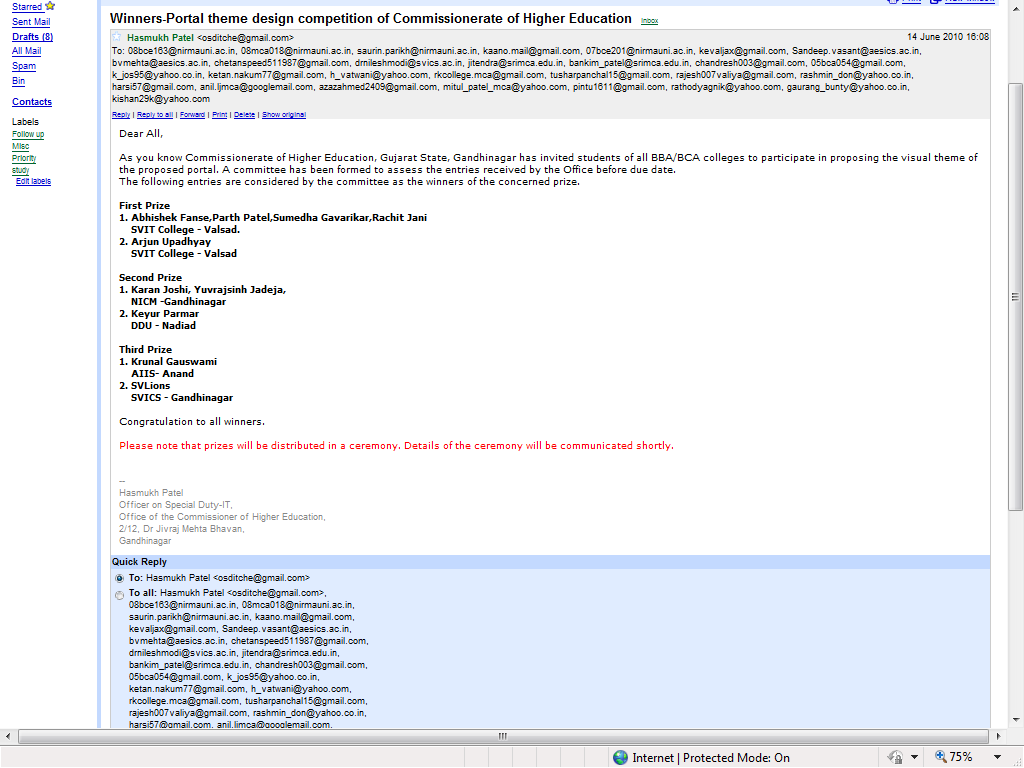 Starred
Sent Mail
Drafts (8)
All Mail
Spam
Bin
Contacts
Labels
Follow up
Misc
Priority
study
Edit labels
Winners-Portal theme design competition of Commissionerate of Higher Education Inbox
Hasmukh Patel <osditche@gmail.com> 14 June 2010 16:08
To: 08bce163@nirmauni.ac.in, 08mca018@nirmauni.ac.in, saurin.parikh@nirmauni.ac.in, kaano.mail@gmail.com, 07bce201@nirmauni.ac.in, kevaljax@gmail.com, Sandeep.vasant@aesics.ac.in,
bvmehta@aesics.ac.in, chetanspeed511987@gmail.com, drnileshmodi@svics.ac.in, jitendra@srimca.edu.in, bankim_patel@srimca.edu.in, chandresh003@gmail.com, 05bca054@gmail.com,
k_jos95@yahoo.co.in, ketan.nakum77@gmail.com, h_vatwani@yahoo.com, rkcollege.mca@gmail.com, tusharpanchal15@gmail.com, rajesh007valiya@gmail.com, rashmin_don@yahoo.co.in,
harsi57@gmail.com, anil.ljmca@googlemail.com, azazahmed2409@gmail.com, mitul_patel_mca@yahoo.com, pintu1611@gmail.com, rathodyagnik@yahoo.com, gaurang_bunty@yahoo.co.in,
kishan29k@yahoo.com
Reply | Reply to all | Forward | Print | Delete | Show original
Dear All,
As you know Commissionerate of Higher Education, Gujarat State, Gandhinagar has invited students of all BBA/BCA colleges to participate in proposing the visual theme of
the proposed portal. A committee has been formed to assess the entries received by the Office before due date.
The following entries are considered by the committee as the winners of the concerned prize.
First Prize
1. Abhishek Fanse,Parth Patel,Sumedha Gavarikar,Rachit Jani
SVIT College - Valsad.
2. Arjun Upadhyay
SVIT College - Valsad
Second Prize
1. Karan Joshi, Yuvrajsinh Jadeja,
NICM -Gandhinagar
2. Keyur Parmar
DDU - Nadiad
Third Prize
1. Krunal Gauswami
AIIS- Anand
2. SVLions
SVICS - Gandhinagar
Congratulation to all winners.
Please note that prizes will be distributed in a ceremony. Details of the ceremony will be communicated shortly.
--
Hasmukh Patel
Officer on Special Duty-IT,
Office of the Commissioner of Higher Education,
2/12, Dr Jivraj Mehta Bhavan,
Gandhinagar
Quick Reply
To: Hasmukh Patel <osditche@gmail.com>
To all: Hasmukh Patel <osditche@gmail.com>,
08bce163@nirmauni.ac.in, 08mca018@nirmauni.ac.in,
saurin.parikh@nirmauni.ac.in, kaano.mail@gmail.com,
kevaljax@gmail.com, Sandeep.vasant@aesics.ac.in,
bvmehta@aesics.ac.in, chetanspeed511987@gmail.com,
drnileshmodi@svics.ac.in, jitendra@srimca.edu.in,
bankim_patel@srimca.edu.in, chandresh003@gmail.com,
05bca054@gmail.com, k_jos95@yahoo.co.in,
ketan.nakum77@gmail.com, h_vatwani@yahoo.com,
rkcollege.mca@gmail.com, tusharpanchal15@gmail.com,
rajesh007valiya@gmail.com, rashmin_don@yahoo.co.in,
harsi57@gmail.com, anil.ljmca@googlemail.com,
Internet | Protected Mode: On
75%